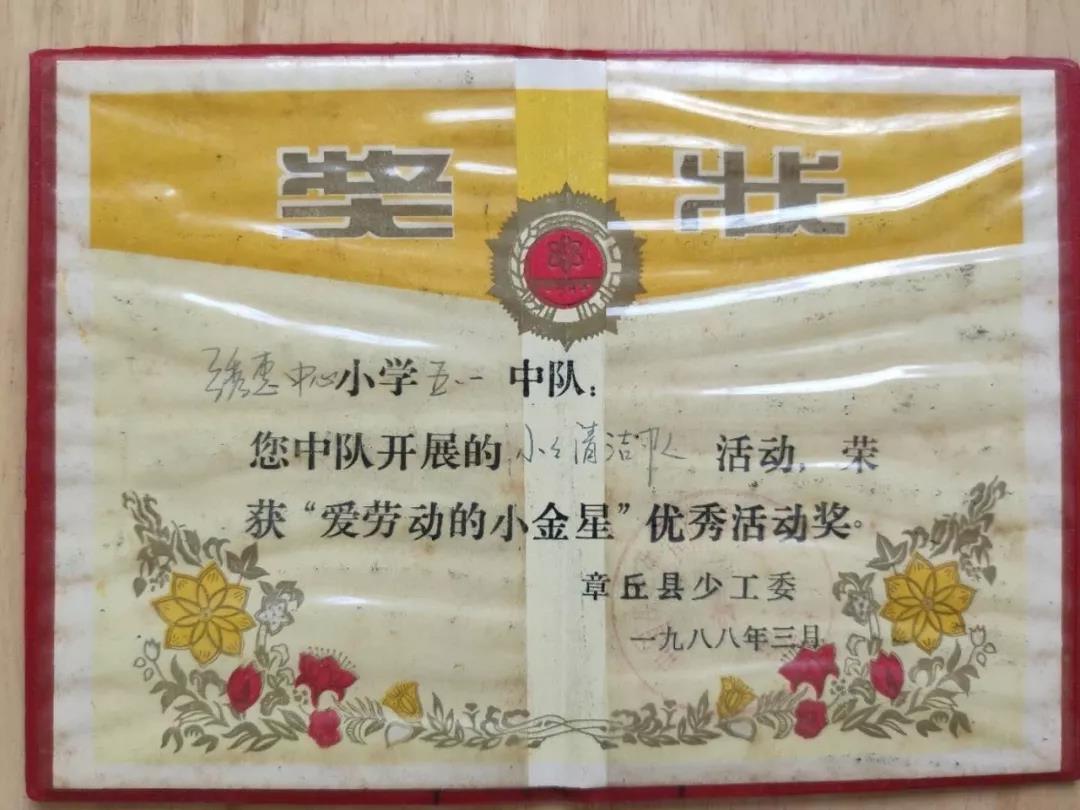 奖状
绣惠中心小学五.一中队：
您中队开展的小小清洁队活动，荣
获“爱劳动的小金星”优秀活动奖。
章丘县少工委
一九八八年三月